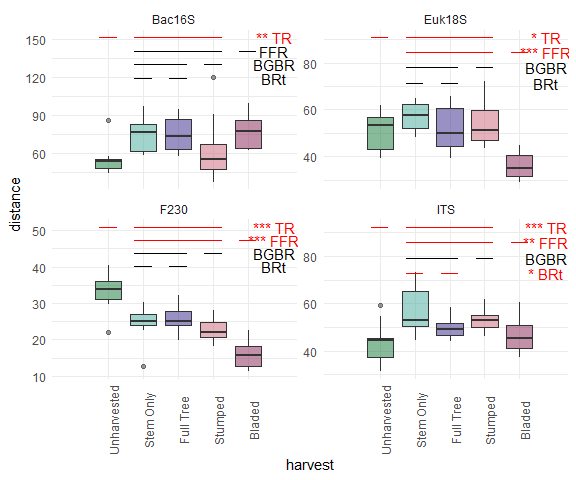 Bac16S
Euk18S
150
120
90
60
** TR
FFR
BGBR
BRt
80
60
40
* TR
*** FFR
BGBR
BRt
distance
F230
ITS
50
40
30
20
10
*** TR
*** FFR
BGBR
BRt
80
60
40
*** TR
** FFR
BGBR
* BRt
Unharvested
Stem Only
Full Tree
Stumped
Bladed
Unharvested
Stem Only
Full Tree
Stumped
Bladed
harvest